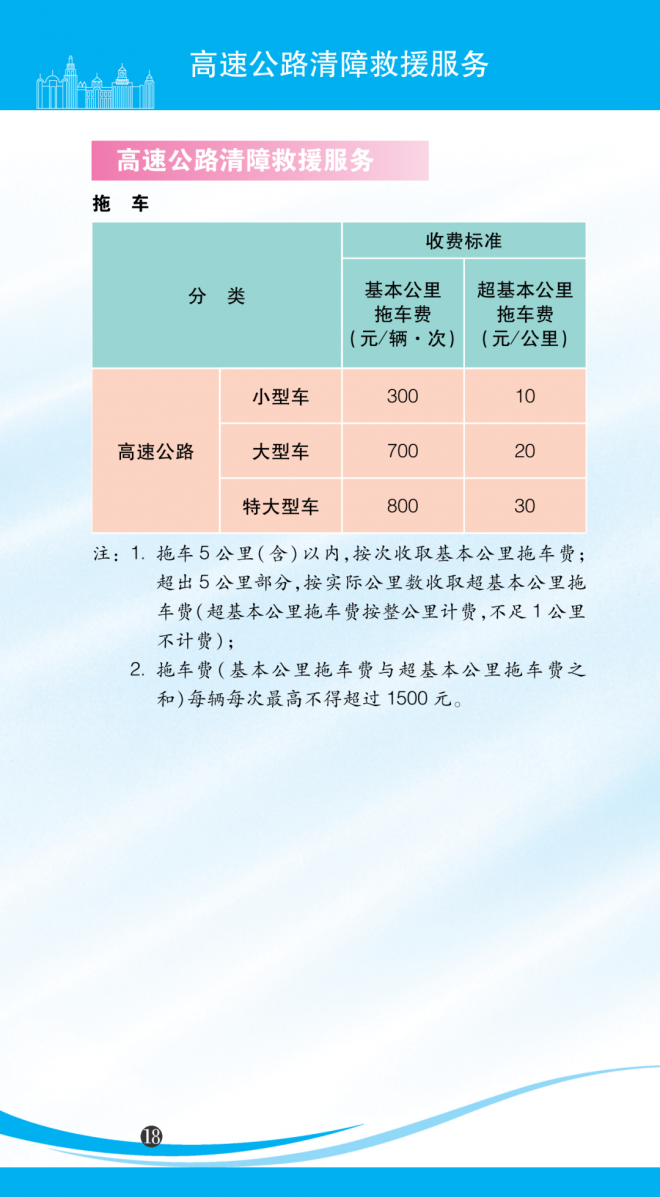 高速公路清障救援服务
高速公路清障救援服务
拖 车
分 类
收费标准
基本公里
拖车费
(元/辆·次)
超基本公里
拖车费
(元/公里)
高速公路
小型车 300 10
大型车 700 20
特大型车 800 30
注: 1. 拖车5公里(含)以内,按次收取基本公里拖车费;
超出5公里部分,按实际公里数收取超基本公里拖
车费(超基本公里拖车费按整公里计费,不足1公里
不计费);
2. 拖车费(基本公里拖车费与超基本公里拖车费之
和)每辆每次最高不得超过1500元。
18